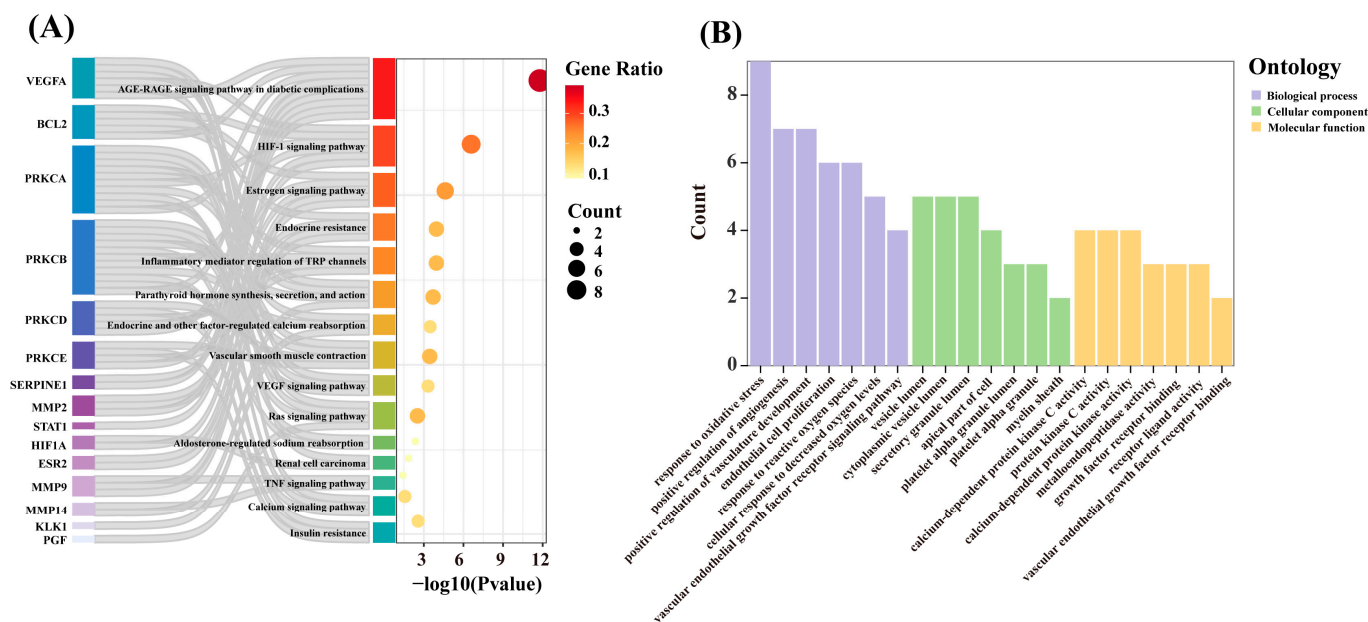 (A)
VEGFA
BCL2
PRKCA
PRKCB
PRKCD
PRKCE
SERPINE1
MMP2
STAT1
HIF1A
ESR2
MMP9
MMP14
KLK1
PGF
AGE-RAGE signaling pathway in diabetic complications
HIF-1 signaling pathway
Estrogen signaling pathway
Endocrine resistance
Inflammatory mediator regulation of TRP channels
Parathyroid hormone synthesis, secretion, and action
Endocrine and other factor-regulated calcium reabsorption
Vascular smooth muscle contraction
VEGF signaling pathway
Ras signaling pathway
Aldosterone-regulated sodium reabsorption
Renal cell carcinoma
TNF signaling pathway
Calcium signaling pathway
Insulin resistance
3 6 9 12
−log10(Pvalue)
Gene Ratio
0.3
0.2
0.1
Count
2
4
6
8
(B)
Count
8
6
4
2
0
response to oxidative stress
positive regulation of angiogenesis
positive regulation of vasculature development
endothelial cell proliferation
response to reactive oxygen species
cellular response to decreased oxygen levels
vascular endothelial growth factor receptor signaling pathway
vesicle lumen
cytoplasmic vesicle lumen
secretory granule lumen
apical part of cell
platelet alpha granule lumen
platelet alpha granule
myelin sheath
calcium-dependent protein kinase C activity
protein kinase C activity
calcium-dependent protein kinase activity
metalloendopeptidase activity
growth factor receptor binding
receptor ligand activity
vascular endothelial growth factor receptor binding
Ontology
Biological process
Cellular component
Molecular function